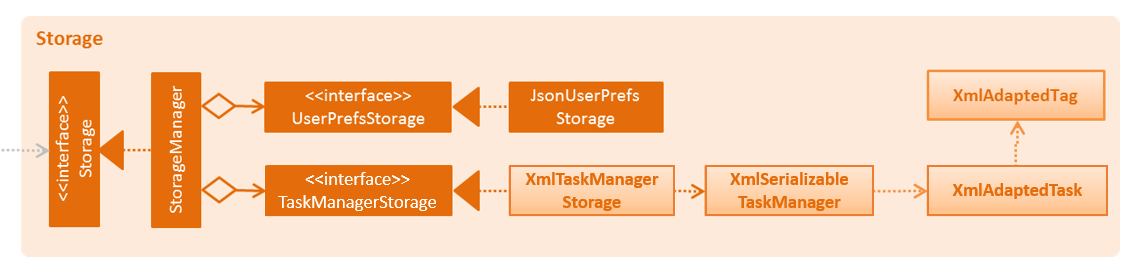 Storage
<<interface>>
Storage
StorageManager
<<interface>>
UserPrefsStorage
JsonUserPrefs
Storage
<<interface>>
TaskManagerStorage
XmlTaskManager
Storage
XmlSerializable
TaskManager
XmlAdaptedTag
XmlAdaptedTask